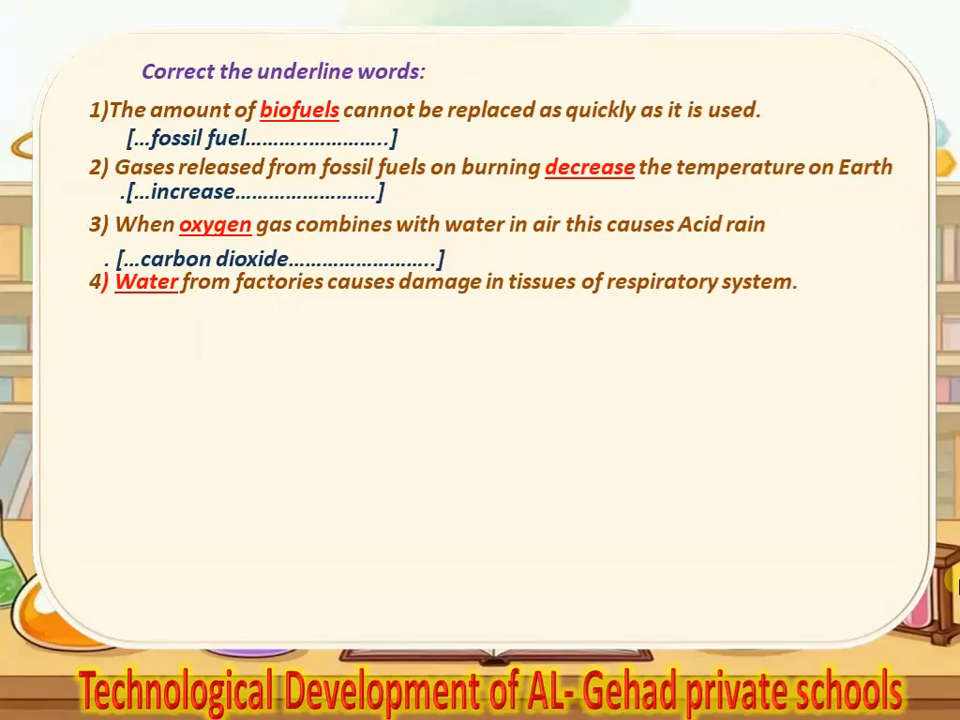 Correct the underline words:
1)The amount of biofuels cannot be replaced as quickly as it is used.
[...fossil fuel………..…………..]
2) Gases released from fossil fuels on burning decrease the temperature on Earth
.[...increase…………………….]
3) When oxygen gas combines with water in air this causes Acid rain
. [...carbon dioxide……………………..]
4) Water from factories causes damage in tissues of respiratory system.
Technological Development of AL- Gehad private schools